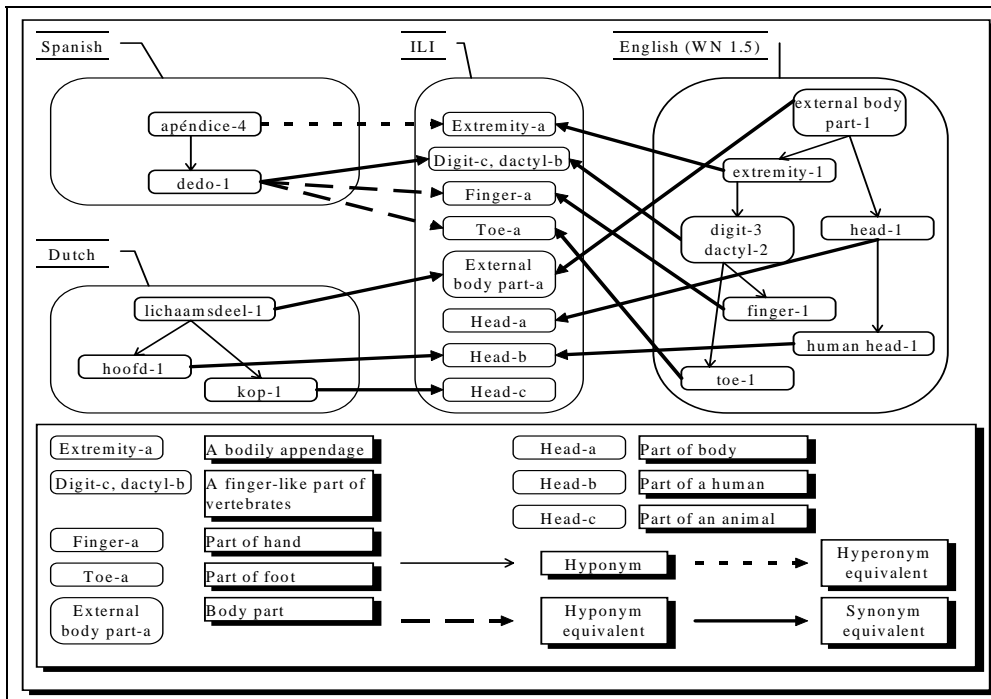 Spanish
ILI
English (WN 1.5)
apéndice-4
dedo-1
Dutch
lichaamsdeel-1
hoofd-1
kop-1
Extremity-a
Digit-c, dactyl-b
Finger-a
Toe-a
External
body part-a
Head-a
Head-b
Head-c
external body
part-1
extremity-1
digit-3
dactyl-2
head-1
finger-1
human head-1
toe-1
Extremity-a
A bodily appendage
Digit-c, dactyl-b
A finger-like part of
vertebrates
Finger-a
Part of hand
Toe-a
Part of foot
External
body part-a
Body part
Head-a
Part of body
Head-b
Part of a human
Head-c
Part of an animal
Hyponym
Hyperonym
equivalent
Hyponym
equivalent
Synonym
equivalent